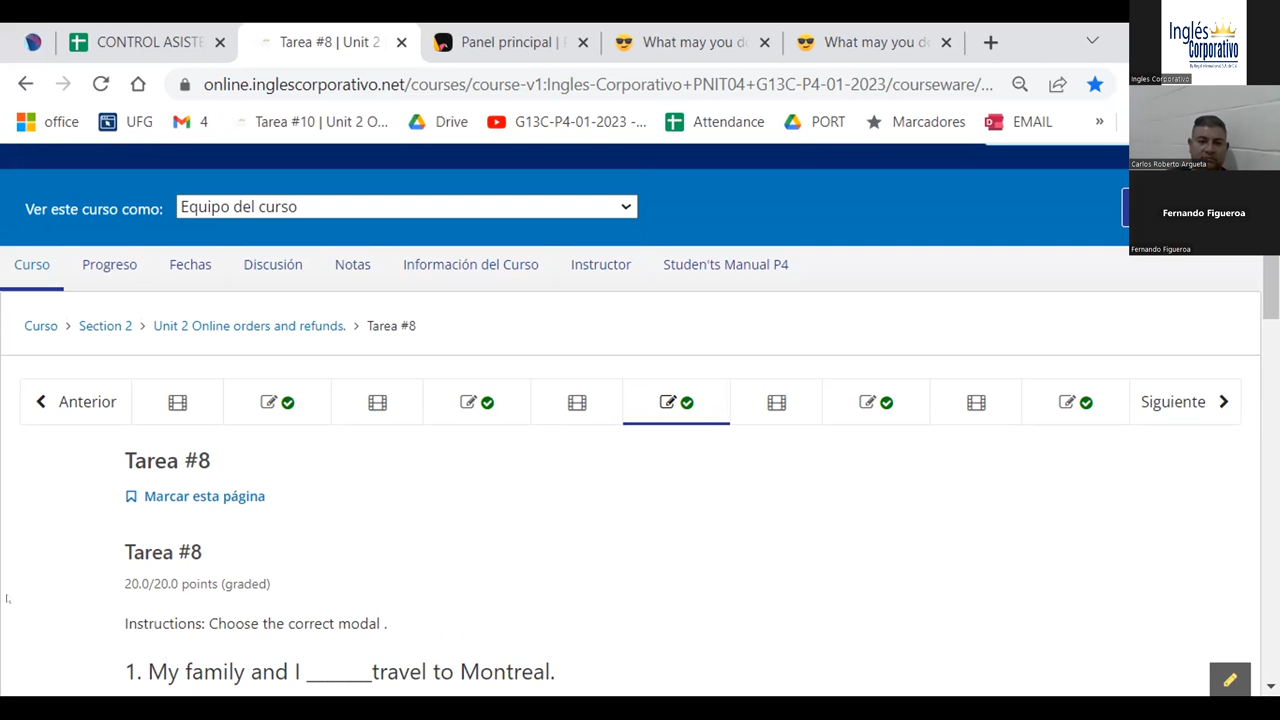 CONTROL ASISTE
Tarea #8 | Unit 2
Panel principal |
What may you d
What may you d
online.inglescorporativo.net/courses/course-v1:Ingles-Corporativo+PNIT04+G13C-P4-01-2023/courseware/...
office
UFG
4
Tarea #10 | Unit 2 O...
Drive
G13C-P4-01-2023 -...
Attendance
PORT
Marcadores
EMAIL
»
Inglés
Corporativo
Ingles Corporativo
Carlos Roberto Argueta
Fernando Figueroa
Fernando Figueroa
Ver este curso como:
Equipo del curso
Curso
Progreso
Fechas
Discusión
Notas
Información del Curso
Instructor
Studen'ts Manual P4
Curso > Section 2 > Unit 2 Online orders and refunds. > Tarea #8
Anterior
Siguiente
Tarea #8
Marcar esta página
Tarea #8
20.0/20.0 points (graded)
Instructions: Choose the correct modal .
1. My family and I ______travel to Montreal.